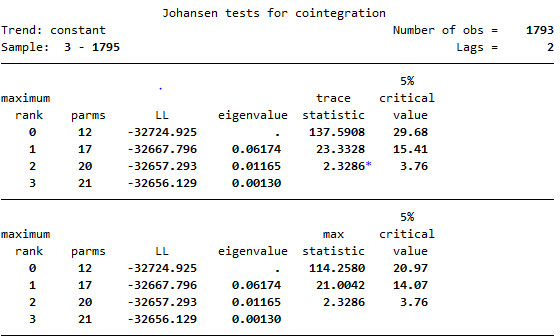 Johansen tests for cointegration
Trend: constant Number of obs = 1793
Sample: 3 - 1795 Lags = 2
5%
maximum trace critical
rank parms LL eigenvalue statistic value
0 12 -32724.925 . 137.5908 29.68
1 17 -32667.796 0.06174 23.3328 15.41
2 20 -32657.293 0.01165 2.3286* 3.76
3 21 -32656.129 0.00130
5%
maximum max critical
rank parms LL eigenvalue statistic value
0 12 -32724.925 . 114.2580 20.97
1 17 -32667.796 0.06174 21.0042 14.07
2 20 -32657.293 0.01165 2.3286 3.76
3 21 -32656.129 0.00130